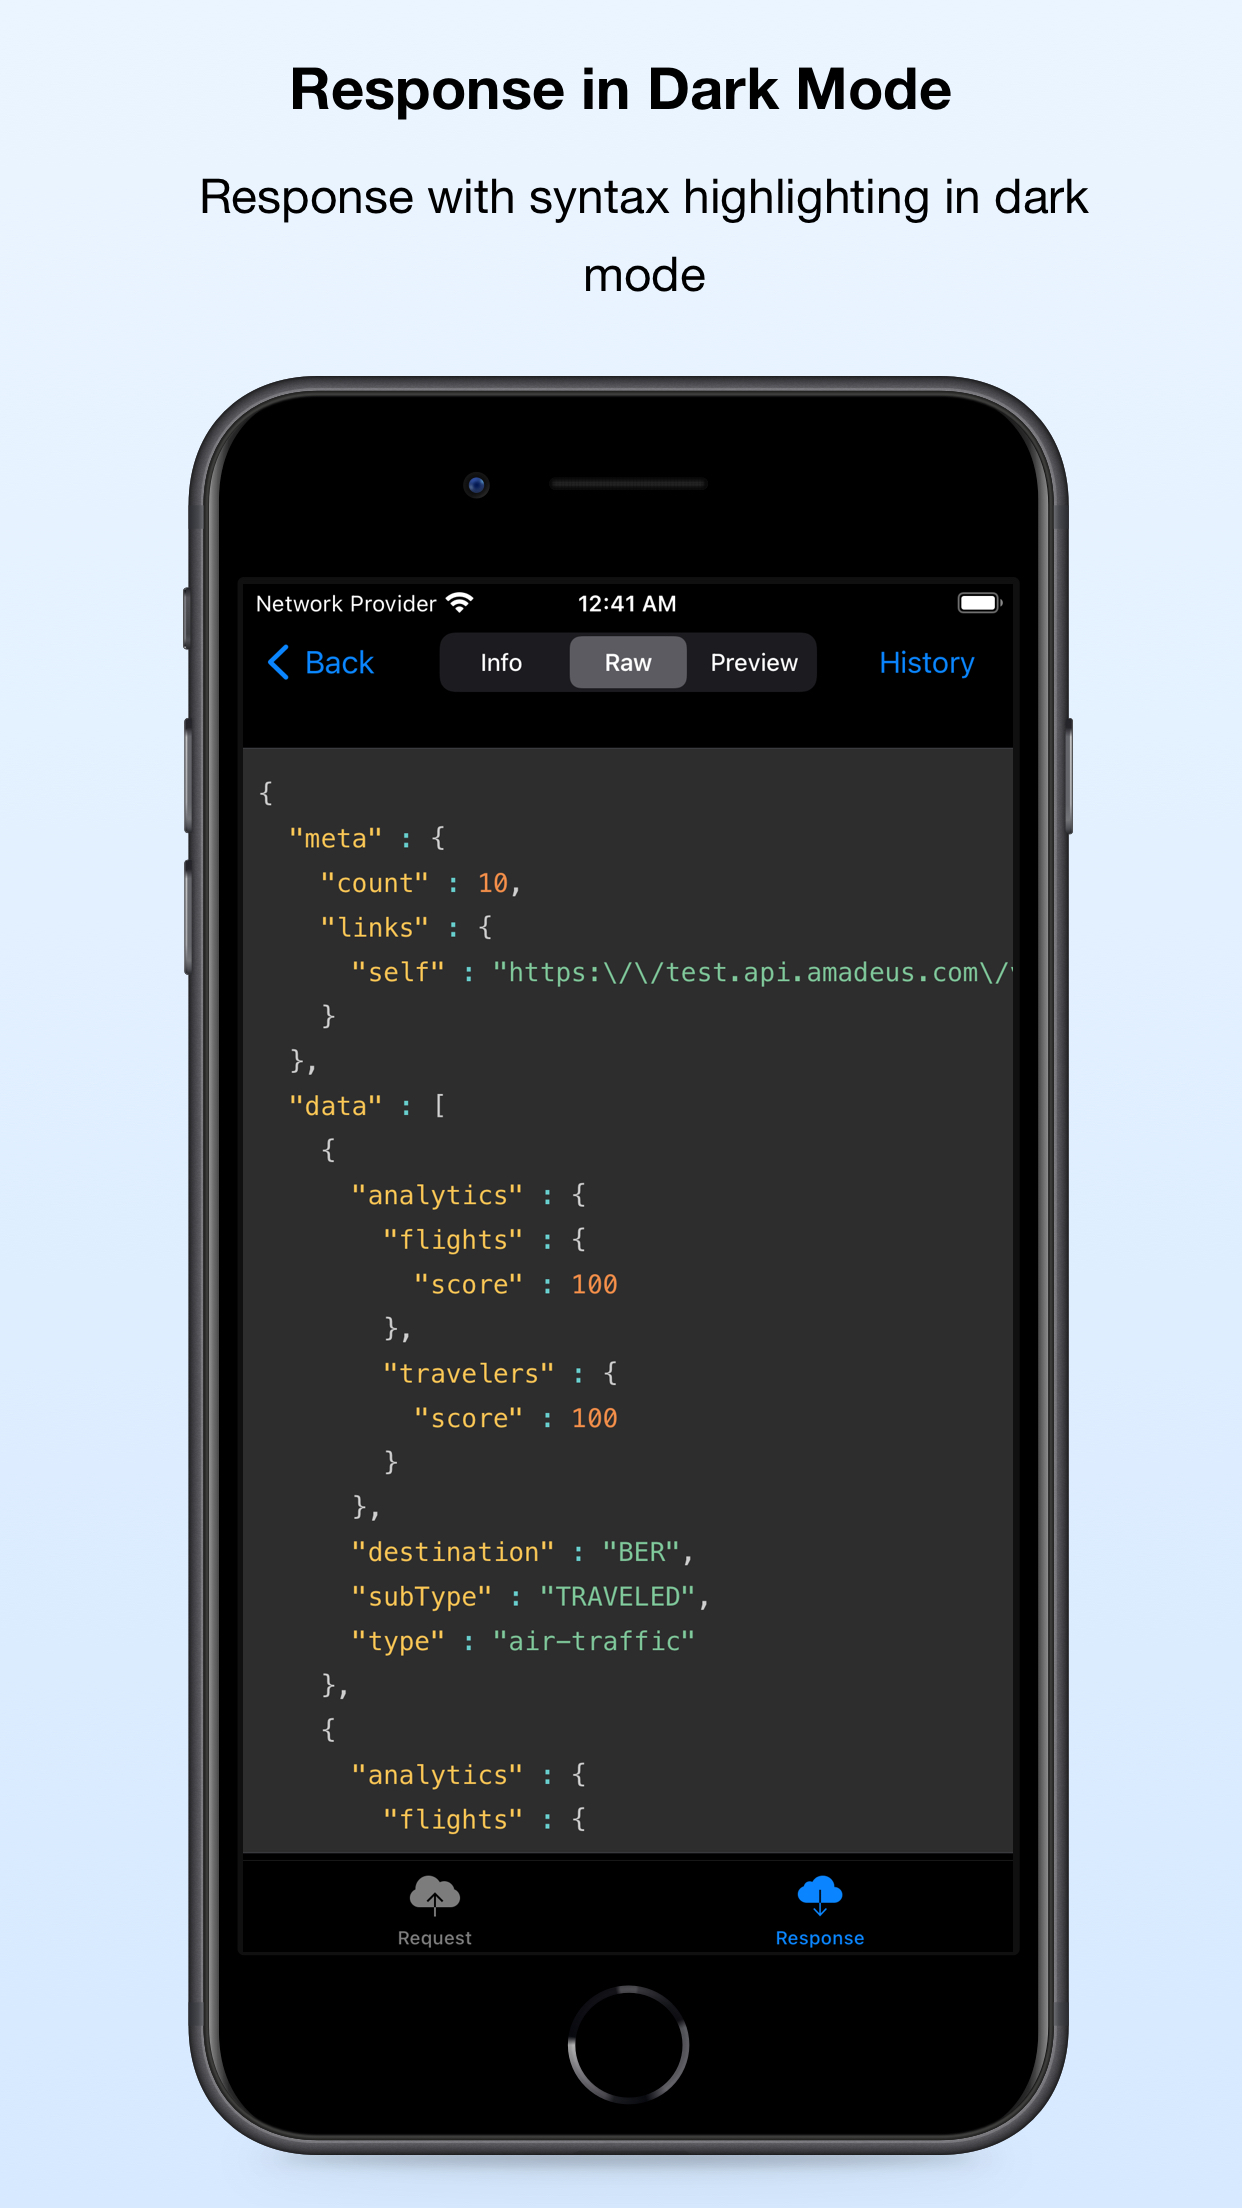 Response in Dark Mode
Response with syntax highlighting in dark
mode
Network Provider 12:41 AM
Back Info Raw Preview History
{
"meta" : {
"count" : 10,
"links" : {
"self" : "https:\/\/test.api.amadeus.com\/
}
},
"data" : [
{
"analytics" : {
"flights" : {
"score" : 100
},
"travelers" : {
"score" : 100
}
},
"destination" : "BER",
"subType" : "TRAVELED",
"type" : "air-traffic"
},
{
"analytics" : {
"flights" : {
Request Response